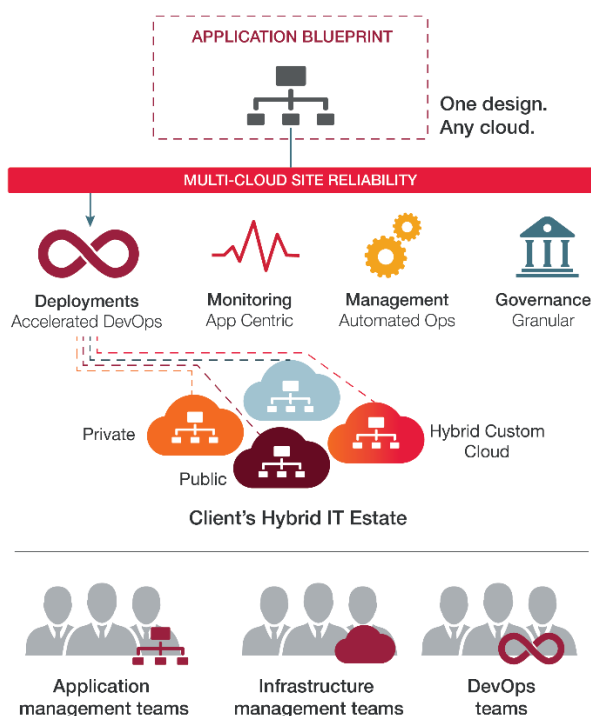 APPLICATION BLUEPRINT
One design.
Any cloud.
MULTI-CLOUD SITE RELIABILITY
Deployments
Accelerated DevOps
Monitoring
App Centric
Management
Automated Ops
Governance
Granular
Private
Public
Hybrid Custom
Cloud
Client's Hybrid IT Estate
Application
management teams
Infrastructure
management teams
DevOps
teams